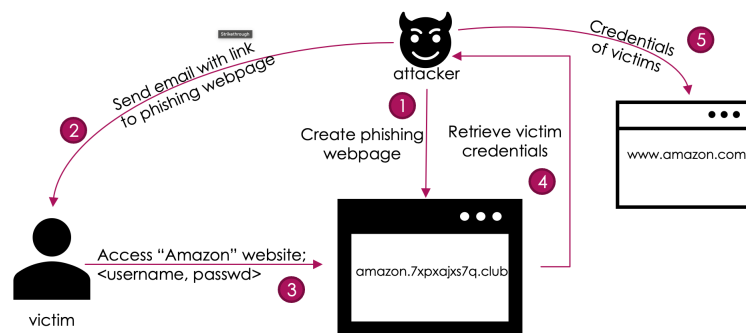 Strikethrough
Send email with link
to phishing webpage
2
attacker
1
Create phishing
webpage
Credentials
of victims
5
www.amazon.com
Retrieve victim
credentials
4
Access “Amazon” website;
<username, passwd>
3
amazon.7xpxajxs7q.club
victim